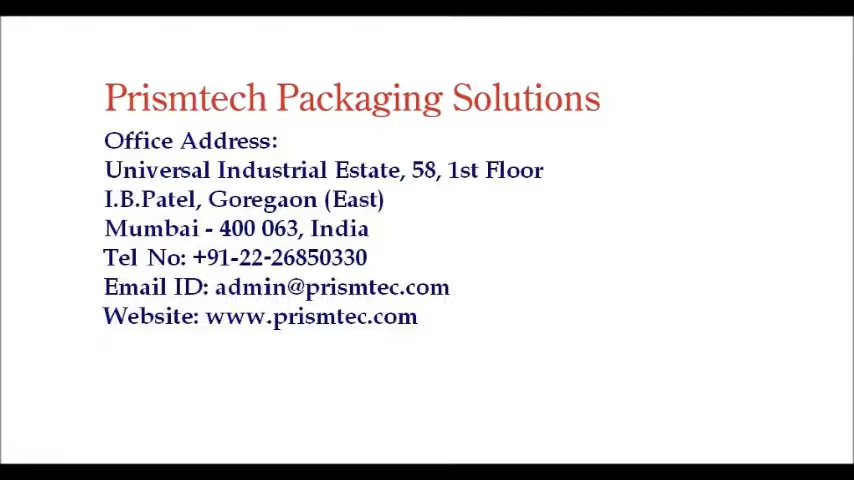 Prismtech Packaging Solutions
Office Address:
Universal Industrial Estate, 58, 1st Floor
I.B.Patel, Goregaon (East)
Mumbai - 400 063, India
Tel No: +91-22-26850330
Email ID: admin@prismtec.com
Website: www.prismtec.com